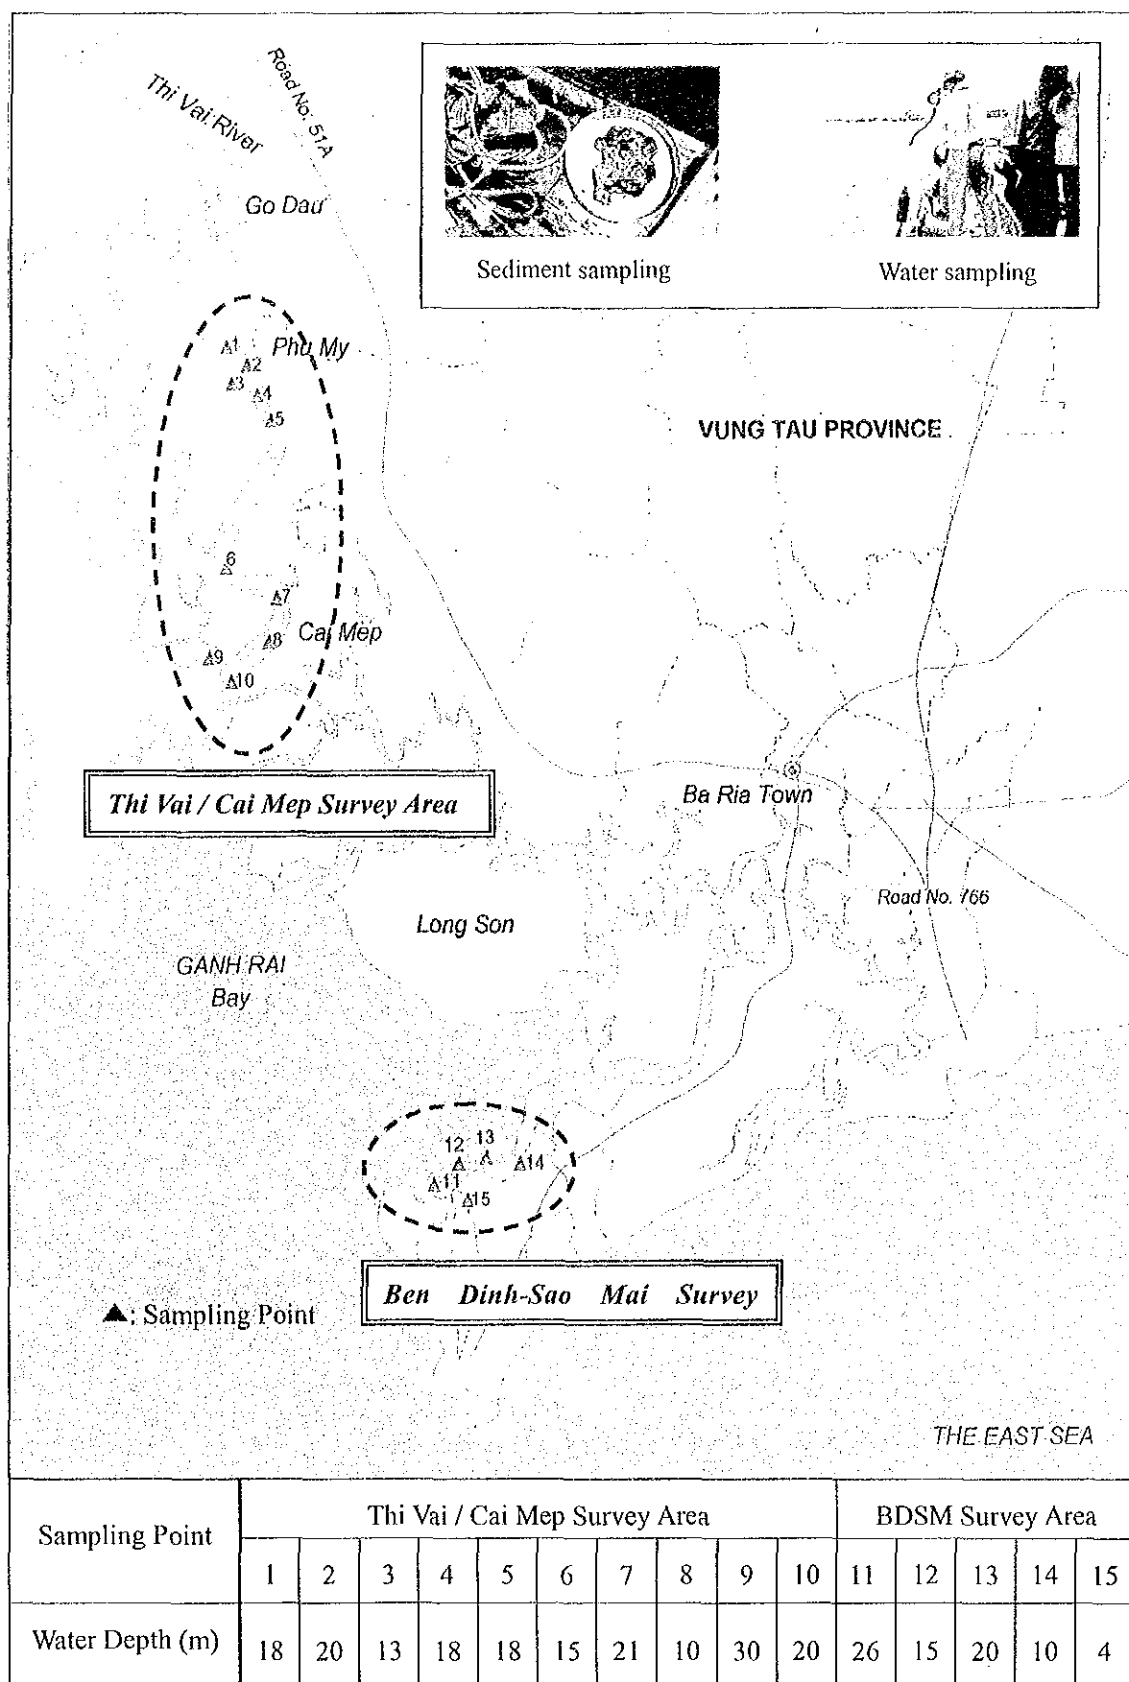 Thi Vai River
Road No. 51A
Go Dau
Sediment sampling
Water sampling
1
Phu My
2
3
4
5
VUNG TAU PROVINCE
6
7
8
Cai Mep
9
10
Thi Vai / Cai Mep Survey Area
Ba Ria Town
Road No. 766
Long Son
GANH RAI
Bay
12
13
14
11
15
Ben Dinh-Sao Mai Survey
▲: Sampling Point
THE EAST SEA
Sampling Point
Thi Vai / Cai Mep Survey Area
BDSM Survey Area
1 2 3 4 5 6 7 8 9 10 11 12 13 14 15
Water Depth (m) 18 20 13 18 18 15 21 10 30 20 26 15 20 10 4